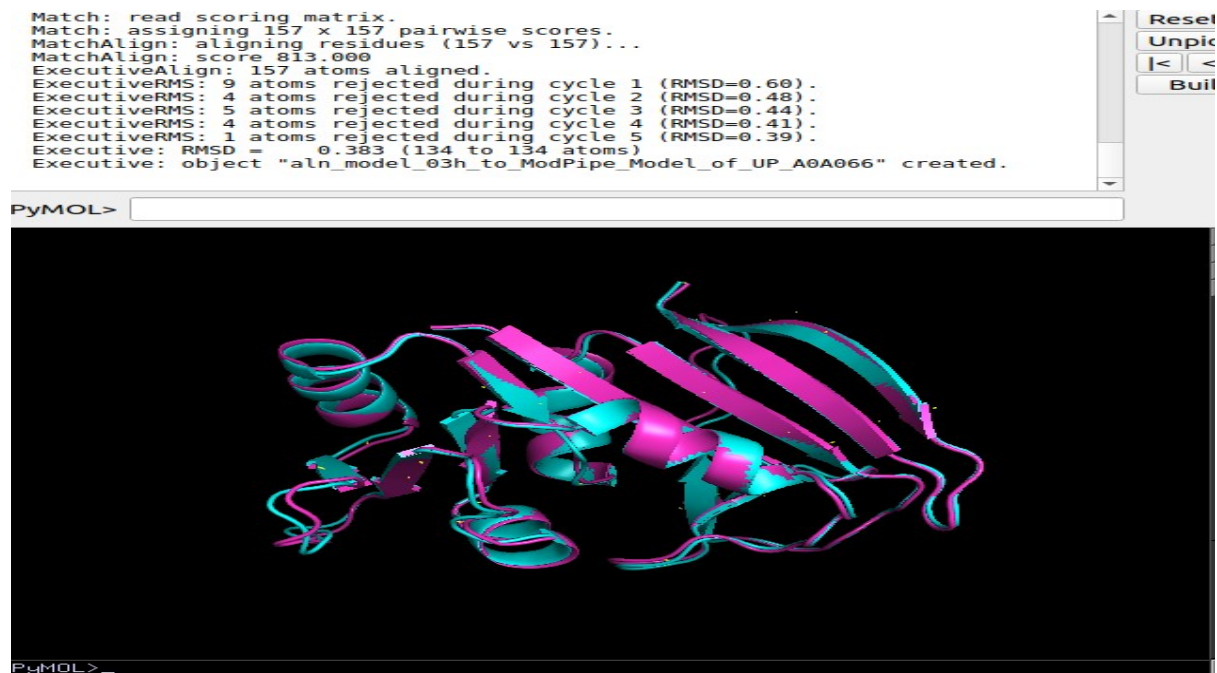 Match: read scoring matrix.
Match: assigning 157 x 157 pairwise scores.
MatchAlign: aligning residues (157 vs 157)...
MatchAlign: score 813.000
ExecutiveAlign: 157 atoms aligned.
ExecutiveRMS: 9 atoms rejected during cycle 1 (RMSD=0.60).
ExecutiveRMS: 4 atoms rejected during cycle 2 (RMSD=0.48).
ExecutiveRMS: 5 atoms rejected during cycle 3 (RMSD=0.44).
ExecutiveRMS: 4 atoms rejected during cycle 4 (RMSD=0.41).
ExecutiveRMS: 1 atoms rejected during cycle 5 (RMSD=0.39).
Executive: RMSD =    0.383 (134 to 134 atoms)
Executive: object "aln_model_03h_to_ModPipe_Model_of_UP_A0A066" created.
Reset
Unpic
|< <
Buil
PyMOL>
PyMOL>_